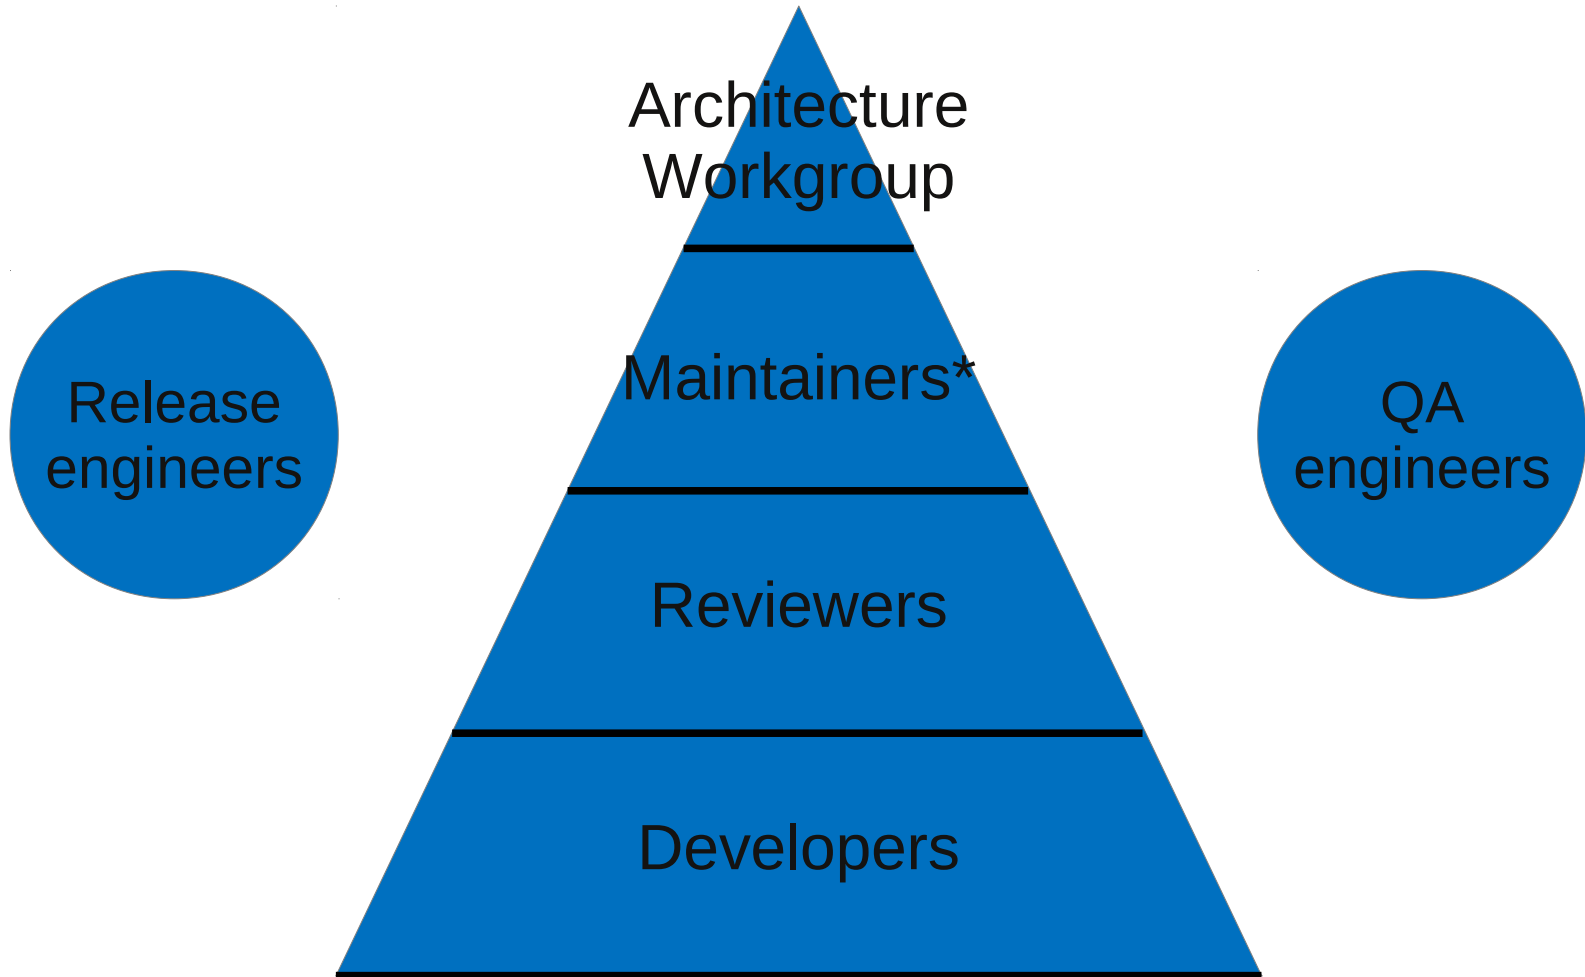 Architecture
Workgroup
Maintainers*
Release
engineers
QA
engineers
Reviewers
Developers